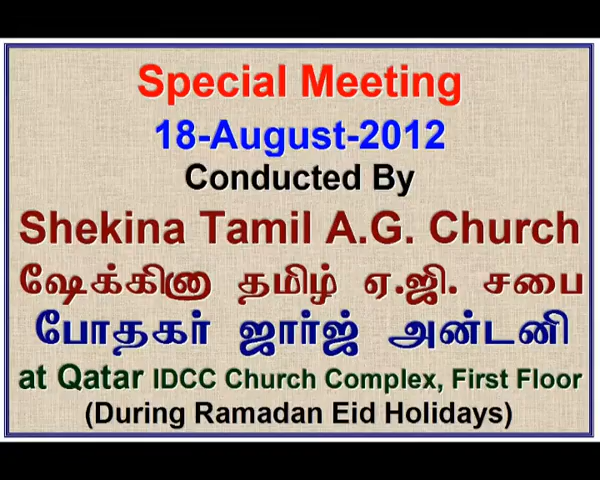 Special Meeting
18-August-2012
Conducted By
Shekina Tamil A.G. Church
ஷேக்கினா தமிழ் ஏ.ஜி. சபை
போதகர் ஜார்ஜ் அன்டனி
at Qatar IDCC Church Complex, First Floor
(During Ramadan Eid Holidays)